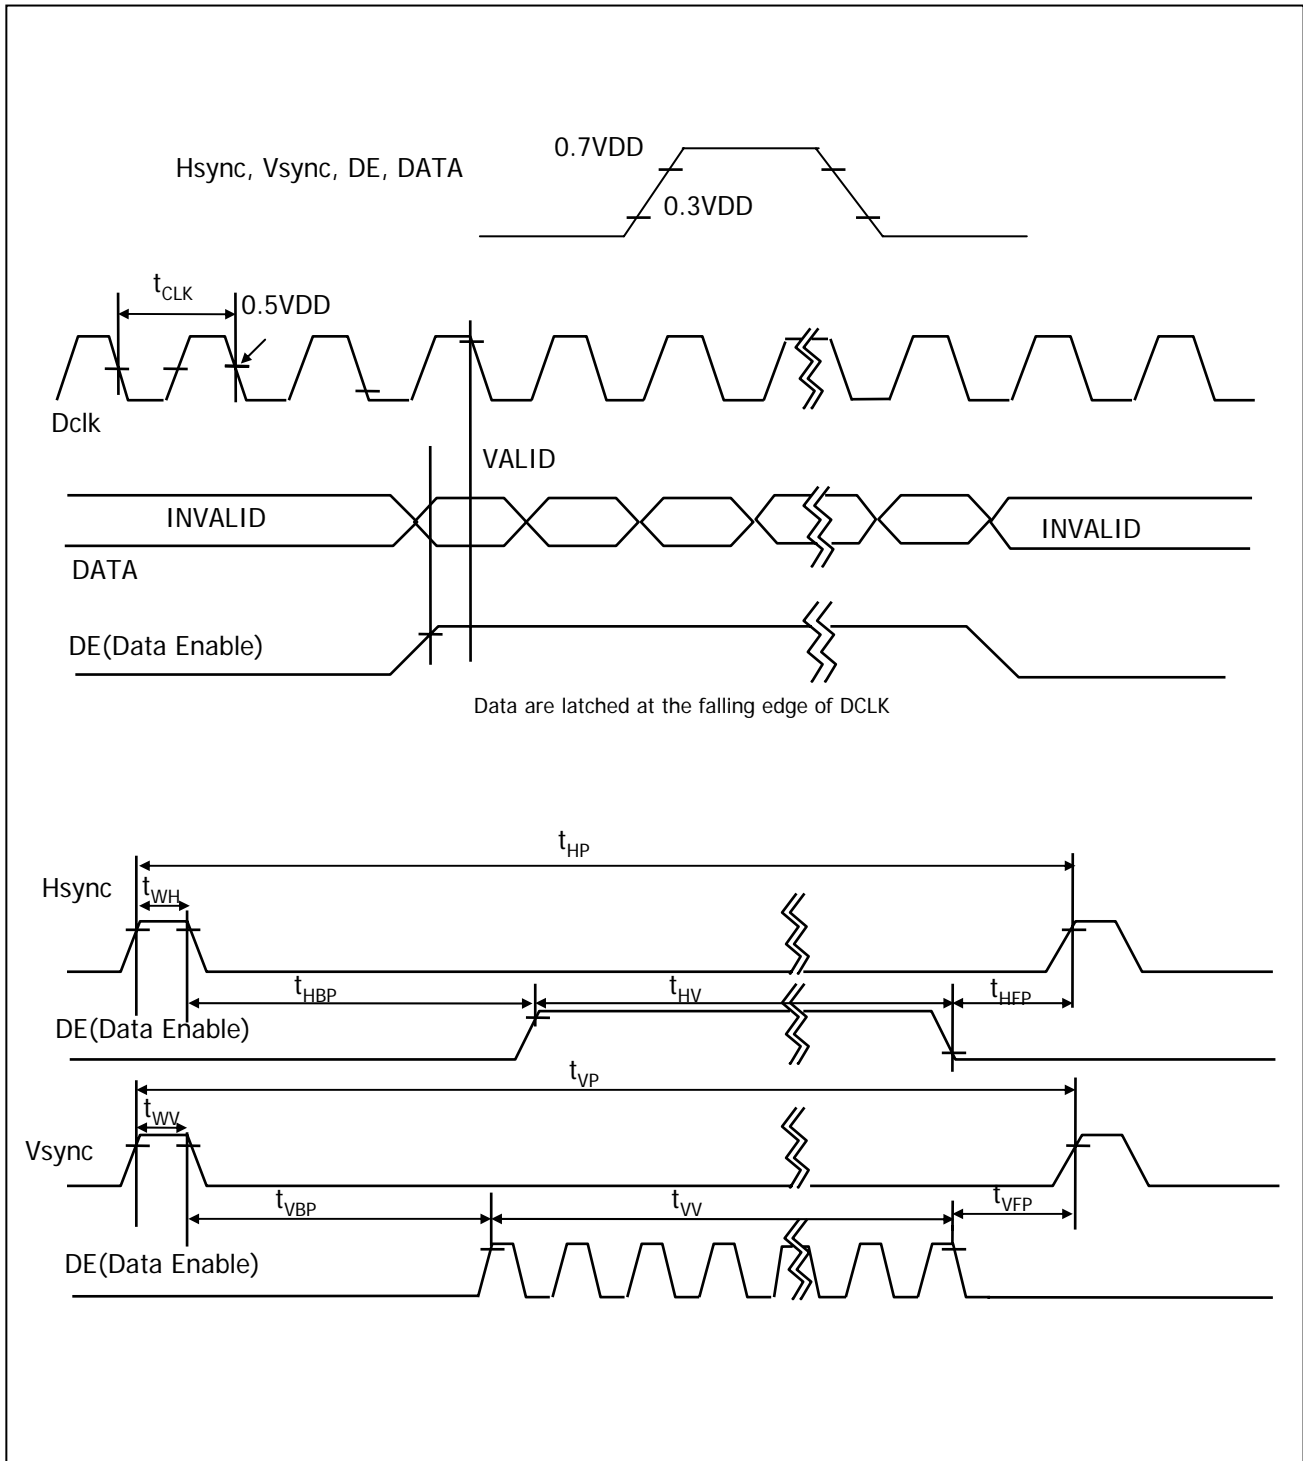 0.7VDD
Hsync, Vsync, DE, DATA
0.3VDD
tCLK
0.5VDD
Dclk
VALID
INVALID
INVALID
DATA
DE(Data Enable)
Data are latched at the falling edge of DCLK
tHP
Hsync
tWH
tHBP
tHV
tHFP
DE(Data Enable)
tVP
tWV
Vsync
tVBP
tVV
tVFP
DE(Data Enable)